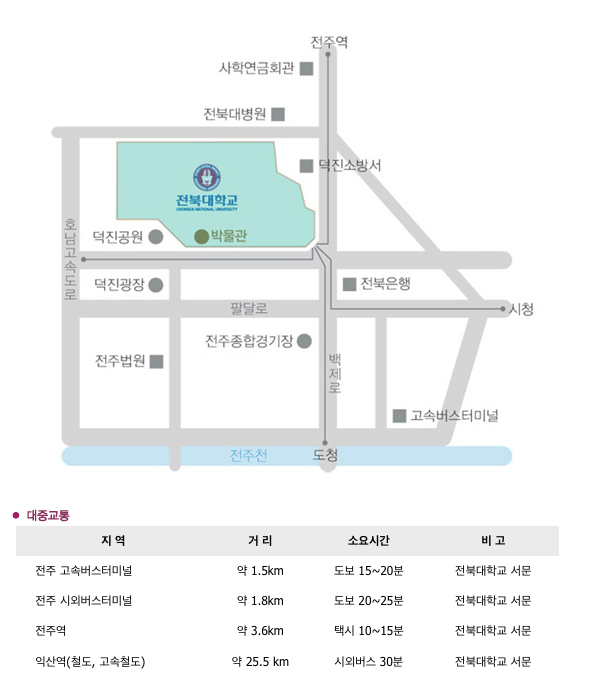 전주역
사학연금회관
전북대병원
덕진소방서
전북대학교
CHONBUK NATIONAL UNIVERSITY
호남고속도로
덕진공원
박물관
덕진광장
전북은행
팔달로
시청
전주종합경기장
전주법원
백제로
고속버스터미널
전주천
도청
대중교통
지 역 거 리 소요시간 비 고
전주 고속버스터미널 약 1.5km 도보 15~20분 전북대학교 서문
전주 시외버스터미널 약 1.8km 도보 20~25분 전북대학교 서문
전주역 약 3.6km 택시 10~15분 전북대학교 서문
익산역(철도, 고속철도) 약 25.5 km 시외버스 30분 전북대학교 서문